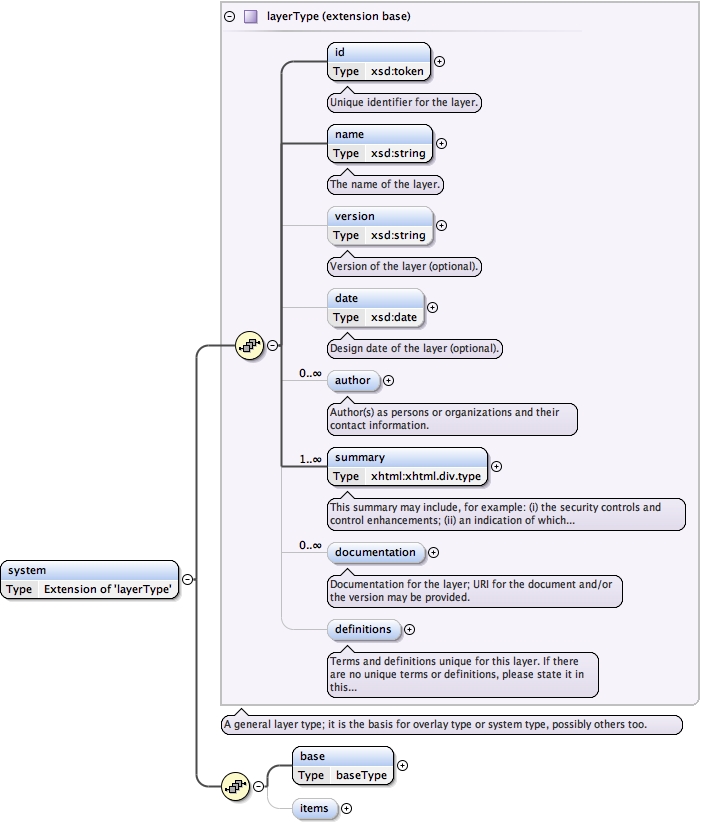 layerType (extension base)
id
Type xsd:token
Unique identifier for the layer.
name
Type xsd:string
The name of the layer.
version
Type xsd:string
Version of the layer (optional).
date
Type xsd:date
Design date of the layer (optional).
0..∞
author
Author(s) as persons or organizations and their
contact information.
1..∞
summary
Type xhtml:xhtml.div.type
This summary may include, for example: (i) the security controls and
control enhancements; (ii) an indication of which...
0..∞
documentation
Documentation for the layer; URI for the document and/or
the version may be provided.
system
Type Extension of 'layerType'
definitions
Terms and definitions unique for this layer. If there
are no unique terms or definitions, please state it in
this...
A general layer type; it is the basis for overlay type or system type, possibly others too.
base
Type baseType
items